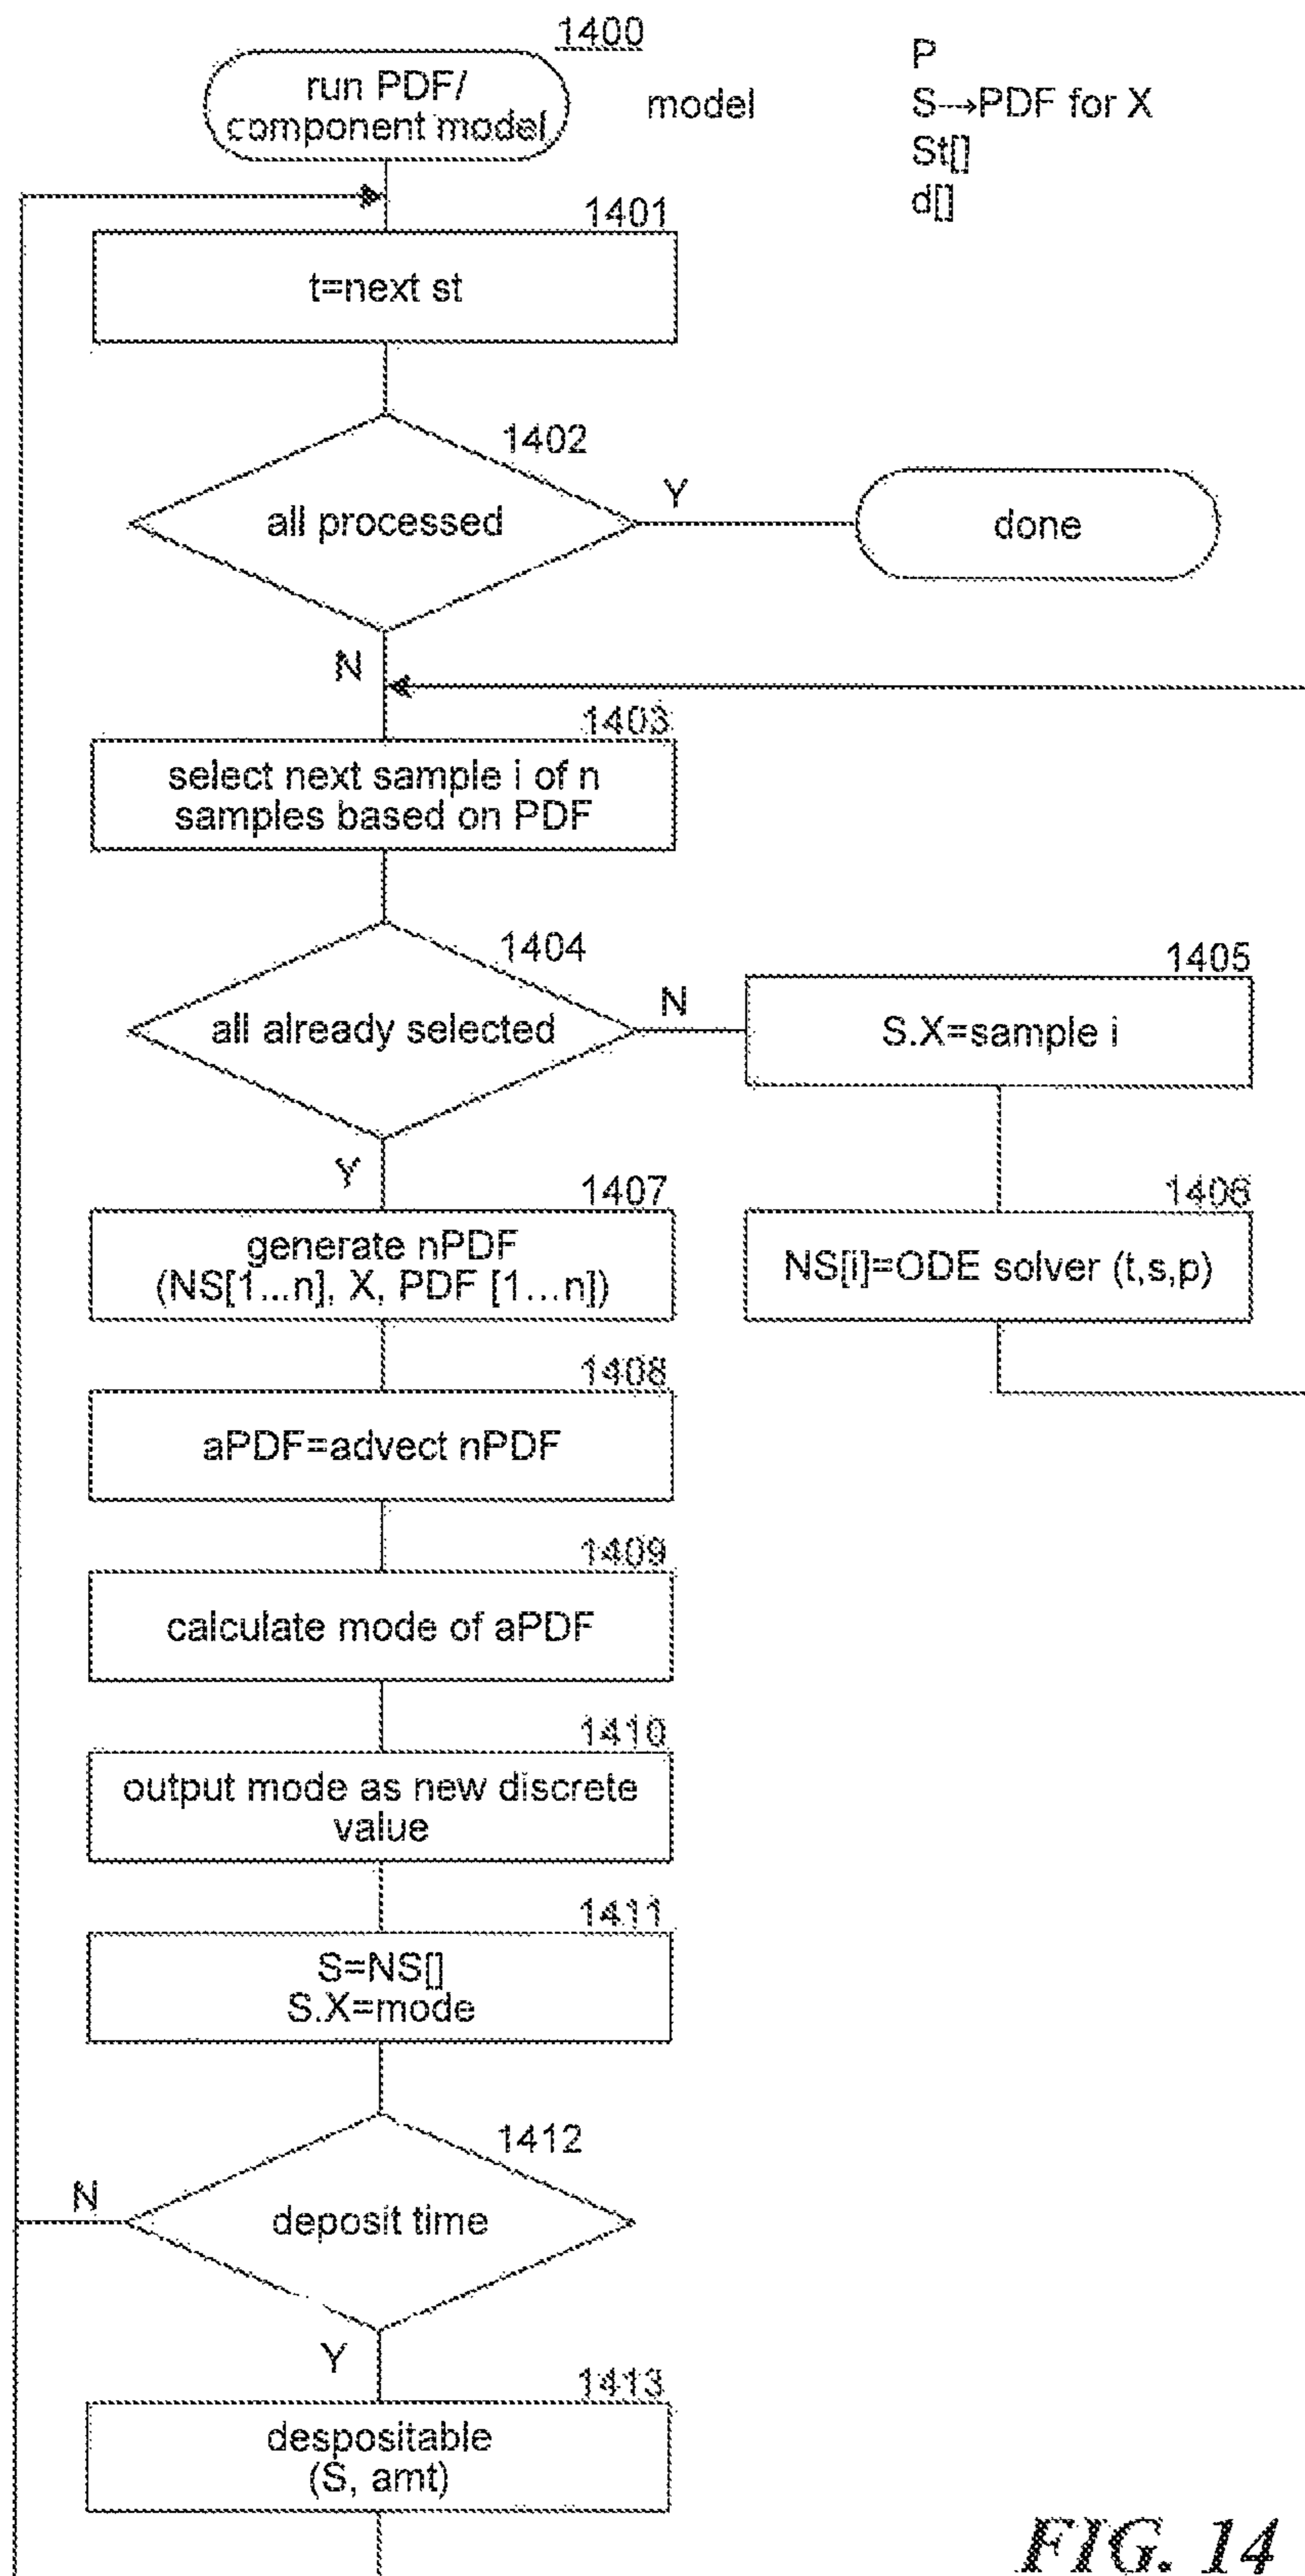 1400
run PDF/
component model
model
P
S→PDF for X
St[]
d[]
1401
t=next st
1402
all processed
Y
done
N
1403
select next sample i of n
samples based on PDF
1404
all already selected
N
1405
S.X=sample i
Y
1406
NS[i]=ODE solver (t,s,p)
1407
generate nPDF
(NS[1...n], X, PDF [1...n])
1408
aPDF=advect nPDF
1409
calculate mode of aPDF
1410
output mode as new discrete
value
1411
S=NS[]
S.X=mode
1412
deposit time
N
Y
1413
despositable
(S, amt)
FIG. 14